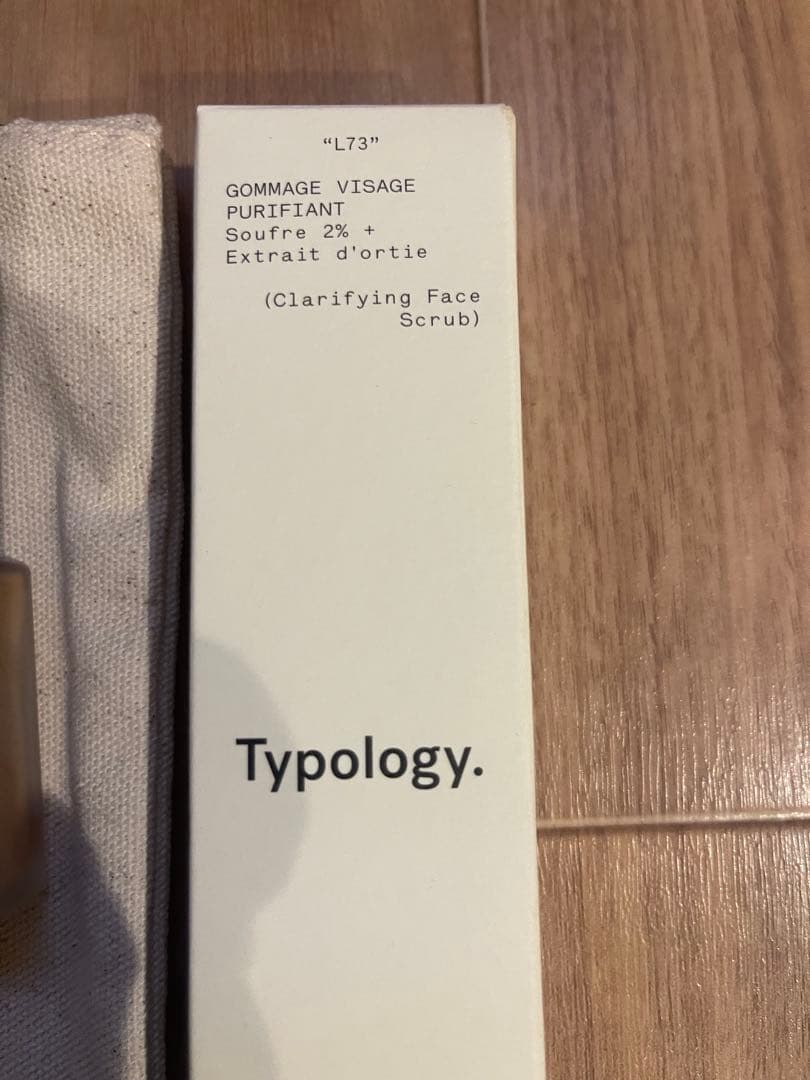 “L73”
GOMMAGE VISAGE
PURIFIANT
Soufre 2% +
Extrait d'ortie
(Clarifying Face
Scrub)
Typology.